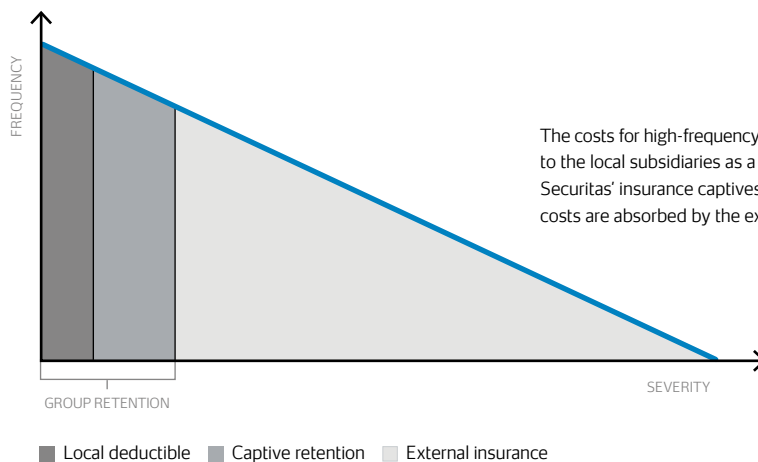 FREQUENCY
The costs for high-frequency
to the local subsidiaries as a
Securitas’ insurance captives
costs are absorbed by the
SEVERITY
GROUP RETENTION
Local deductible Captive retention External insurance